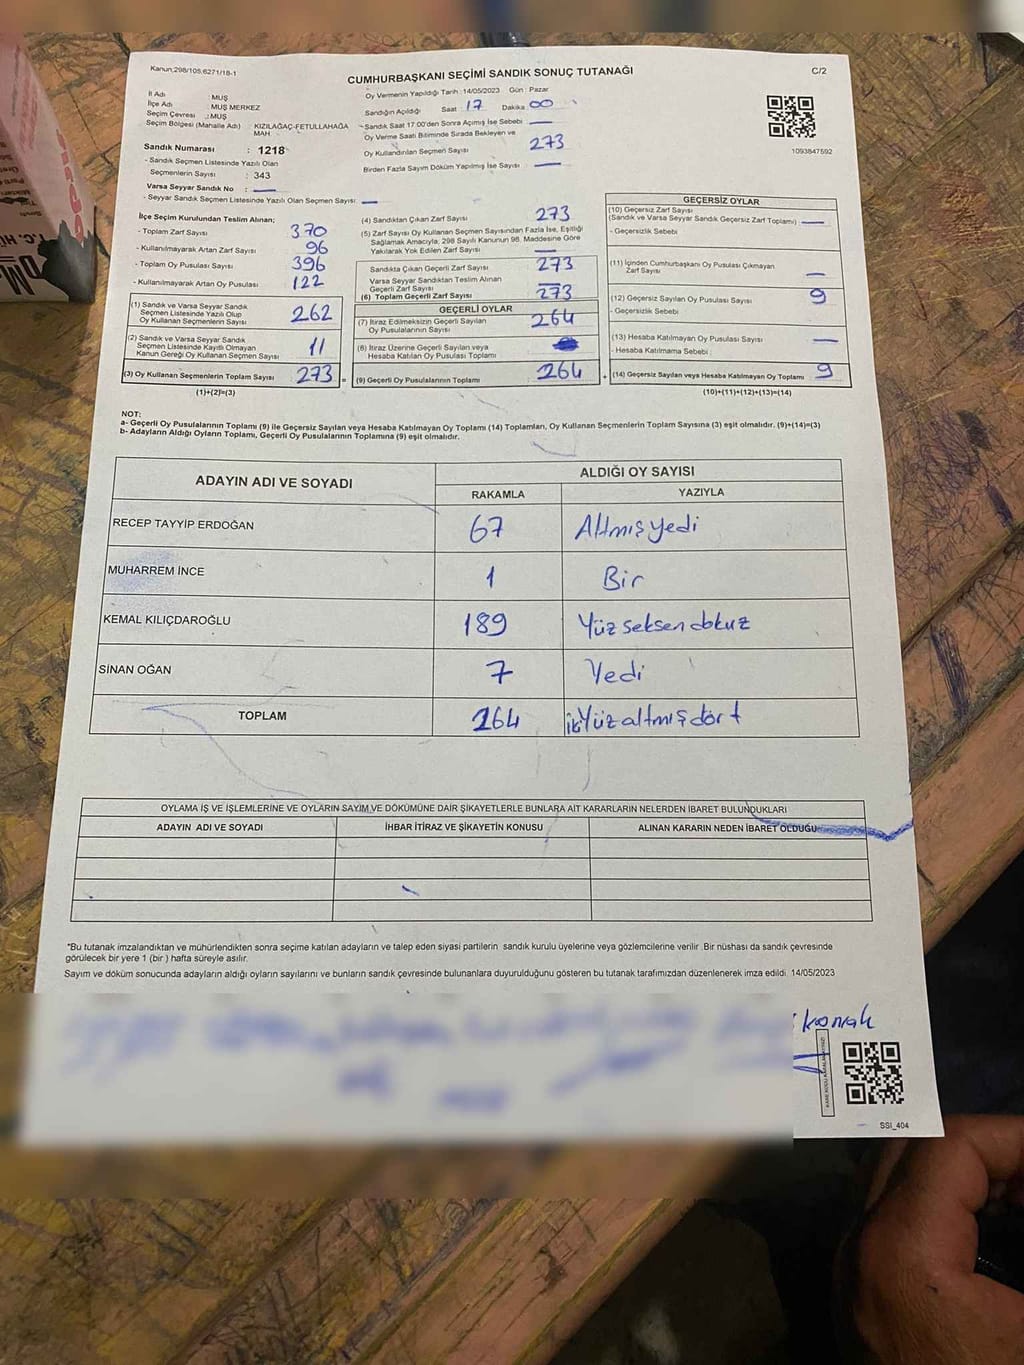 Kanun;298/105,6271/18-1
CUMHURBAŞKANI SEÇİMİ SANDIK SONUÇ TUTANAĞI
C/2
İl Adı : MUŞ
İlçe Adı : MUŞ MERKEZ
Seçim Çevresi : MUŞ
Seçim Bölgesi (Mahalle Adı) : KIZILAĞAÇ-FETULLAHAĞA MAH
Sandık Numarası : 1218
- Sandık Seçmen Listesinde Yazılı Olan
Seçmenlerin Sayısı : 343
Varsa Seyyar Sandık No :
- Seyyar Sandık Seçmen Listesinde Yazılı Olan Seçmen Sayısı
Oy Vermenin Yapıldığı Tarih : 14/05/2023 Gün : Pazar
Sandığın Açıldığı Saat : 17 Dakika : 00
-Sandık Saat 17:00'den Sonra Açımış İse Sebebi
Oy Verme Saati Bitiminde Sırada Bekleyen ve
Oy Kullandırılan Seçmen Sayısı 273
Birden Fazla Sayım Döküm Yapılmış İse Sayısı
1093847592
İlçe Seçim Kurulundan Teslim Alınan;
- Toplam Zarf Sayısı 370
- Kullanılmayarak Artan Zarf Sayısı 96
- Toplam Oy Pusulası Sayısı 396
- Kullanılmayarak Artan Oy Pusulası 122
(1) Sandık ve Varsa Seyyar Sandık
Seçmen Listesinde Yazılı Olup
Oy Kullanan Seçmenlerin Sayısı 262
(2) Sandık ve Varsa Seyyar Sandık
Seçmen Listesinde Kayıtlı Olmayan
Kanun Gereği Oy Kullanan Seçmen Sayısı 11
(3) Oy Kullanan Seçmenlerin Toplam Sayısı 273 =
(1)+(2)=(3)
(4) Sandıktan Çıkan Zarf Sayısı 273
(5) Zarf Sayısı Oy Kullanan Seçmen Sayısından Fazla İse, Eşitliği
Sağlamak Amacıyla, 298 Sayılı Kanunun 98. Maddesine Göre
Yakılarak Yok Edilen Zarf Sayısı
Sandıkta Çıkan Geçerli Zarf Sayısı 273
Varsa Seyyar Sandıktan Teslim Alınan
Geçerli Zarf Sayısı
(6) Toplam Geçerli Zarf Sayısı 273
GEÇERLİ OYLAR
(7) İtiraz Edilmeksizin Geçerli Sayılan
Oy Pusulalarının Sayısı 264
(8) İtiraz Üzerine Geçerli Sayılan veya
Hesaba Katılan Oy Pusulası Toplamı
(9) Geçerli Oy Pusulalarının Toplamı 264 +
GEÇERSİZ OYLAR
(10) Geçersiz Zarf Sayısı
(Sandık ve Varsa Seyyar Sandık Geçersiz Zarf Toplamı)
- Geçersizlik Sebebi
(11) İçinden Cumhurbaşkanı Oy Pusulası Çıkmayan
Zarf Sayısı
(12) Geçersiz Sayılan Oy Pusulası Sayısı 9
- Geçersizlik Sebebi
(13) Hesaba Katılmayan Oy Pusulası Sayısı
- Hesaba Katılmama Sebebi
(14) Geçersiz Sayılan veya Hesaba Katılmayan Oy Toplamı 9
(10)+(11)+(12)+(13)=(14)
NOT:
a- Geçerli Oy Pusulalarının Toplamı (9) ile Geçersiz Sayılan veya Hesaba Katılmayan Oy Toplamı (14) Toplamları, Oy Kullanan Seçmenlerin Toplam Sayısına (3) eşit olmalıdır. (9)+(14)=(3)
b- Adayların Aldığı Oyların Toplamı, Geçerli Oy Pusulalarının Toplamına (9) eşit olmalıdır.
ADAYIN ADI VE SOYADI
ALDIĞI OY SAYISI
RAKAMLA YAZIYLA
RECEP TAYYİP ERDOĞAN 67 Altmışyedi
MUHARREM İNCE 1 Bir
KEMAL KILIÇDAROĞLU 189 Yüz seksen dokuz
SİNAN OĞAN 7 Yedi
TOPLAM 264 ikiYüz altmış dört
OYLAMA İŞ VE İŞLEMLERİNE VE OYLARIN SAYIM VE DÖKÜMÜNE DAİR ŞİKAYETLERLE BUNLARA AİT KARARLARIN NELERDEN İBARET BULUNDUKLARI
ADAYIN ADI VE SOYADI İHBAR İTİRAZ VE ŞİKAYETİN KONUSU ALINAN KARARIN NEDEN İBARET OLDUĞU
"Bu tutanak imzalandıktan ve mühürlendikten sonra seçime katılan adayların ve talep eden siyasi partilerin sandık kurulu üyelerine veya gözlemcilerine verilir .Bir nüshası da sandık çevresinde
görülecek bir yere 1 (bir ) hafta süreyle asılır.
Sayım ve döküm sonucunda adayların aldığı oyların sayılarını ve bunların sandık çevresinde bulunanlara duyurulduğunu gösteren bu tutanak tarafımızdan düzenlenerek imza edildi. 14/05/2023
konak
SSI_404